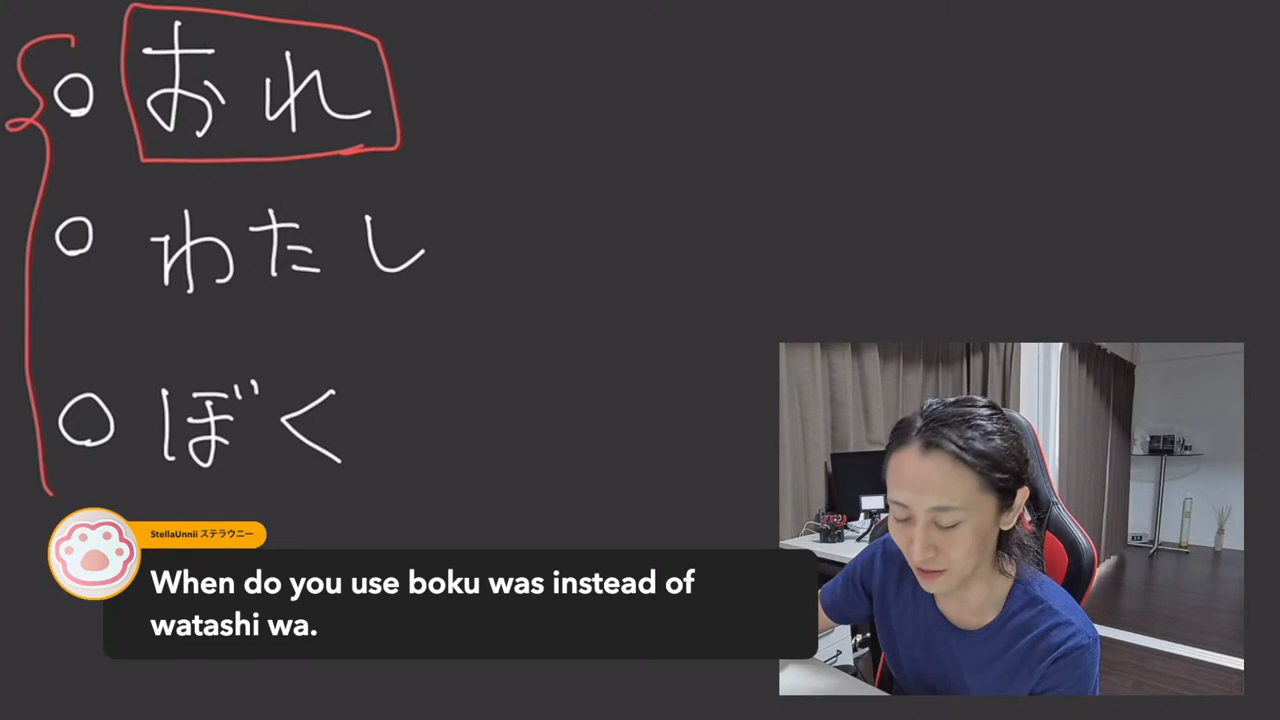 おれ
わたし
ぼく
StellaUnnii ステラウニー
When do you use boku was instead of
watashi wa.